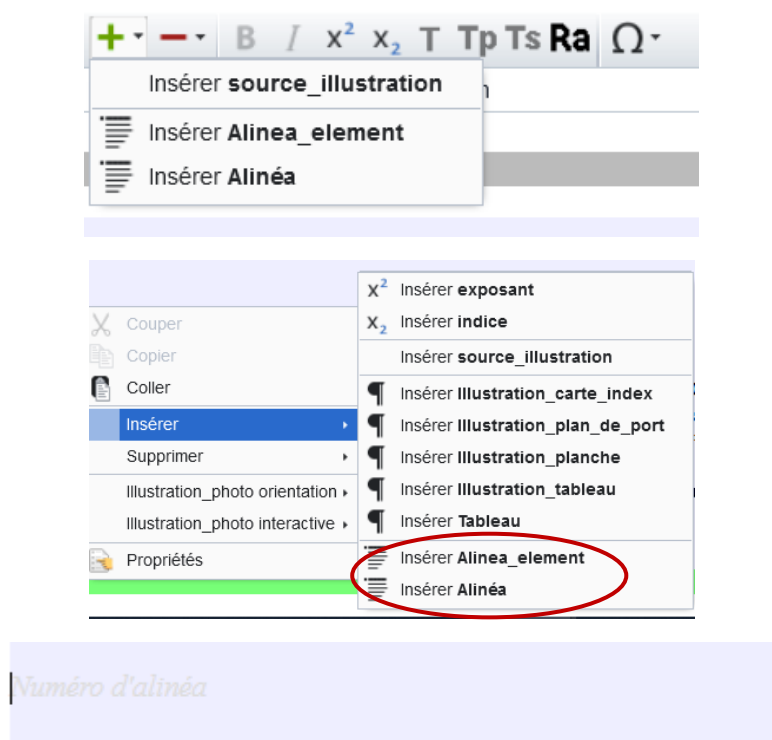 B I x² x₂ T Tp Ts Ra Ω
Insérer source_illustration
Insérer Alinea_element
Insérer Alinéa
x² Insérer exposant
Couper
x₂ Insérer indice
Copier
Insérer source_illustration
Coller
¶ Insérer Illustration_carte_index
Insérer
¶ Insérer Illustration_plan_de_port
Supprimer
¶ Insérer Illustration_planche
Illustration_photo orientation
¶ Insérer Illustration_tableau
Illustration_photo interactive
¶ Insérer Tableau
Propriétés
Insérer Alinea_element
Insérer Alinéa
Numéro d'alinéa